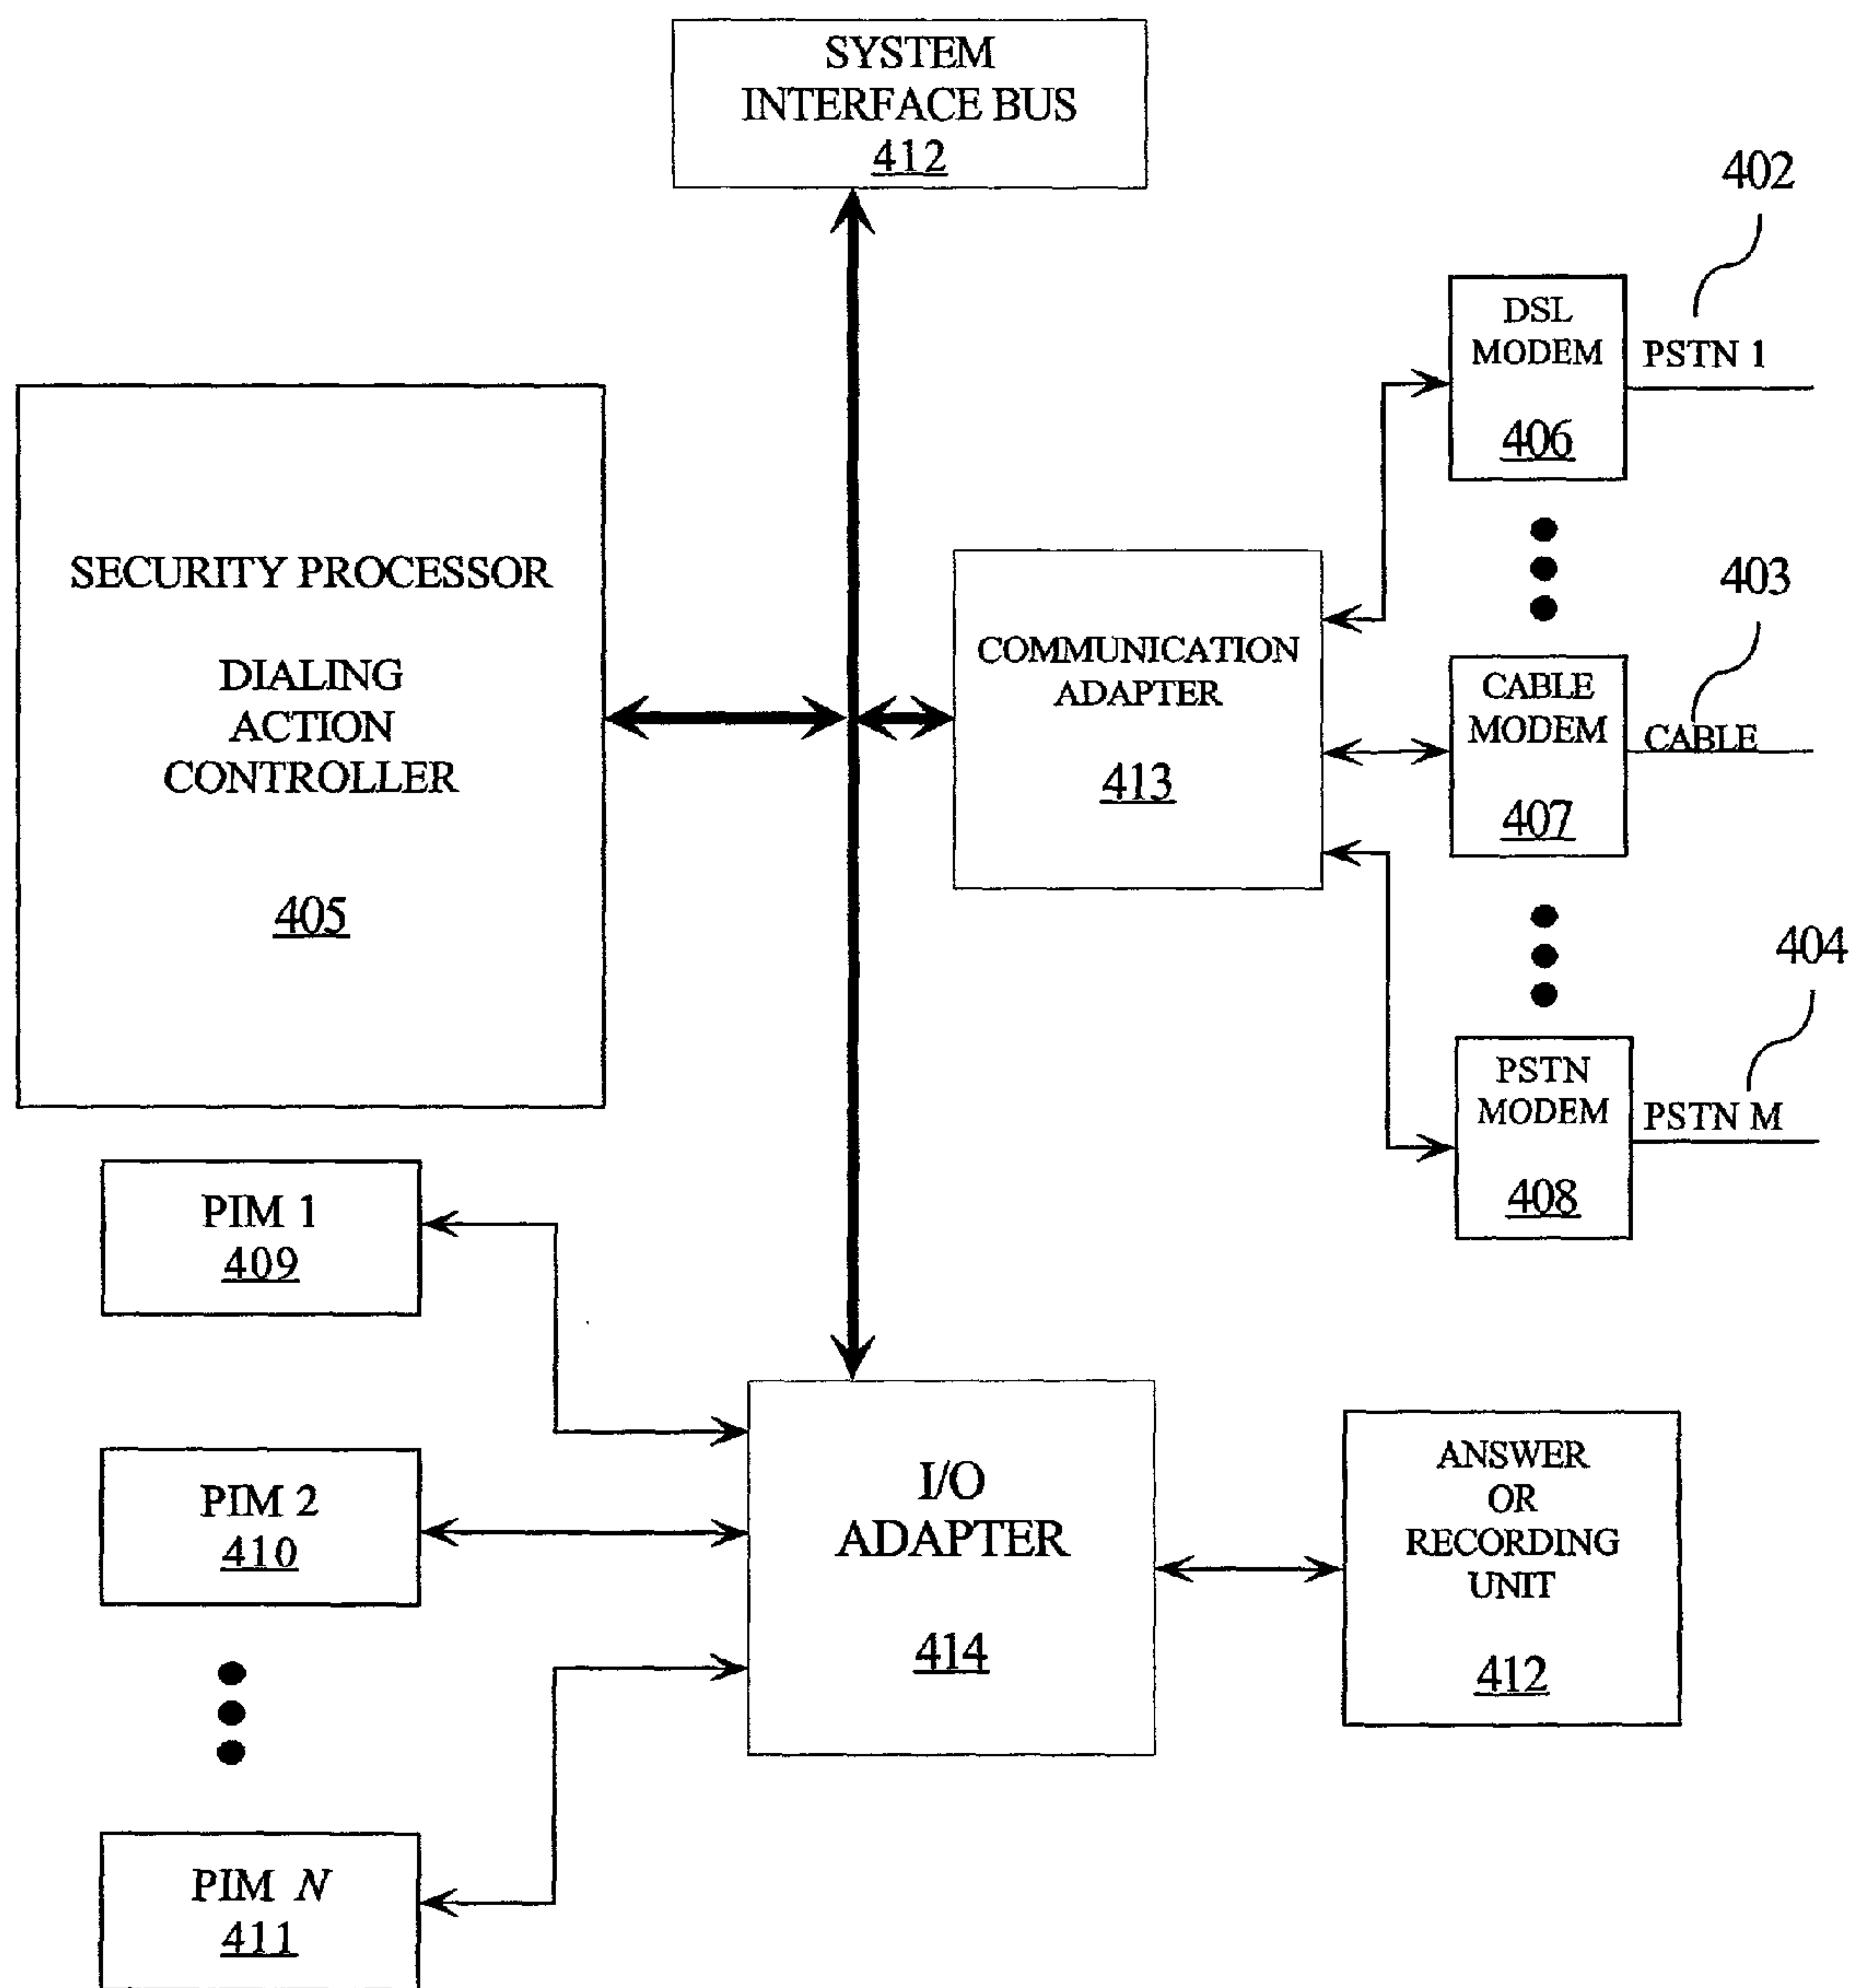 SYSTEM
INTERFACE BUS
412
402
DSL
MODEM
406
PSTN 1
SECURITY PROCESSOR
DIALING
ACTION
CONTROLLER
405
COMMUNICATION
ADAPTER
413
403
CABLE
MODEM
407
CABLE
404
PSTN
MODEM
408
PSTN M
PIM 1
409
PIM 2
410
PIM N
411
I/O
ADAPTER
414
ANSWER
OR
RECORDING
UNIT
412